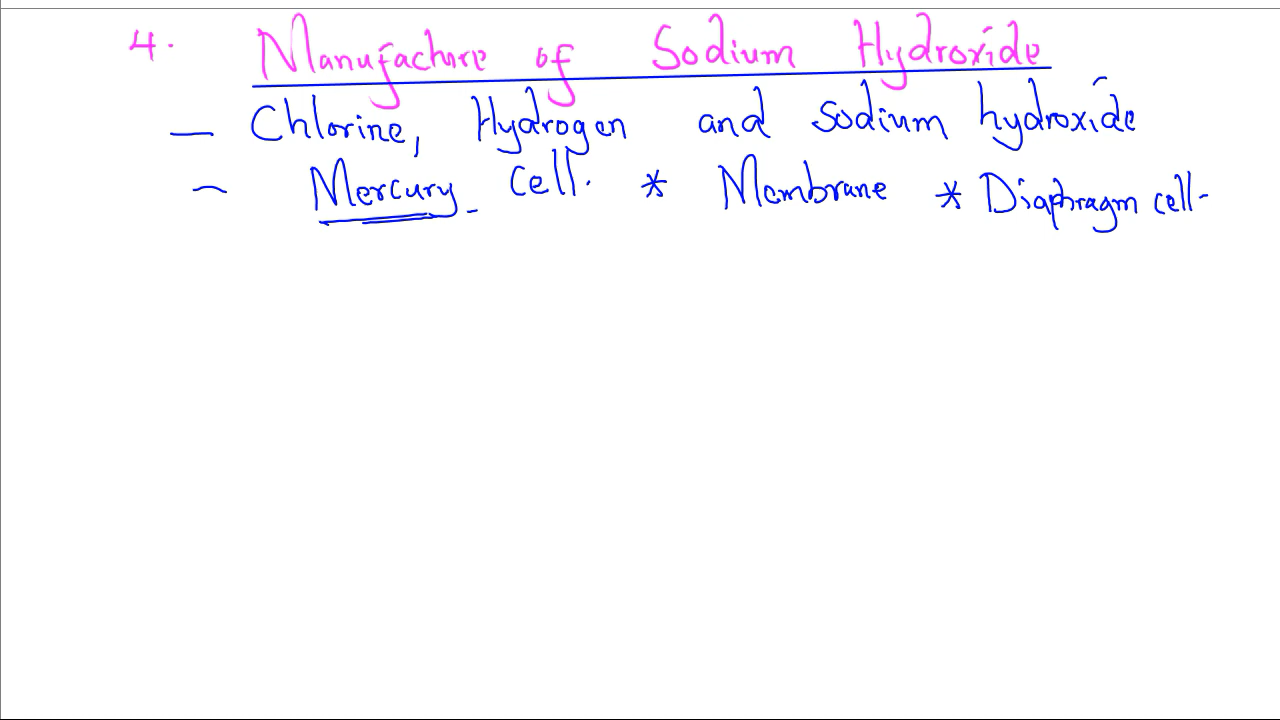 4. Manufacture of Sodium Hydroxide
— Chlorine, Hydrogen and sodium hydroxide
— Mercury cell. * Membrane * Diaphragm cell-